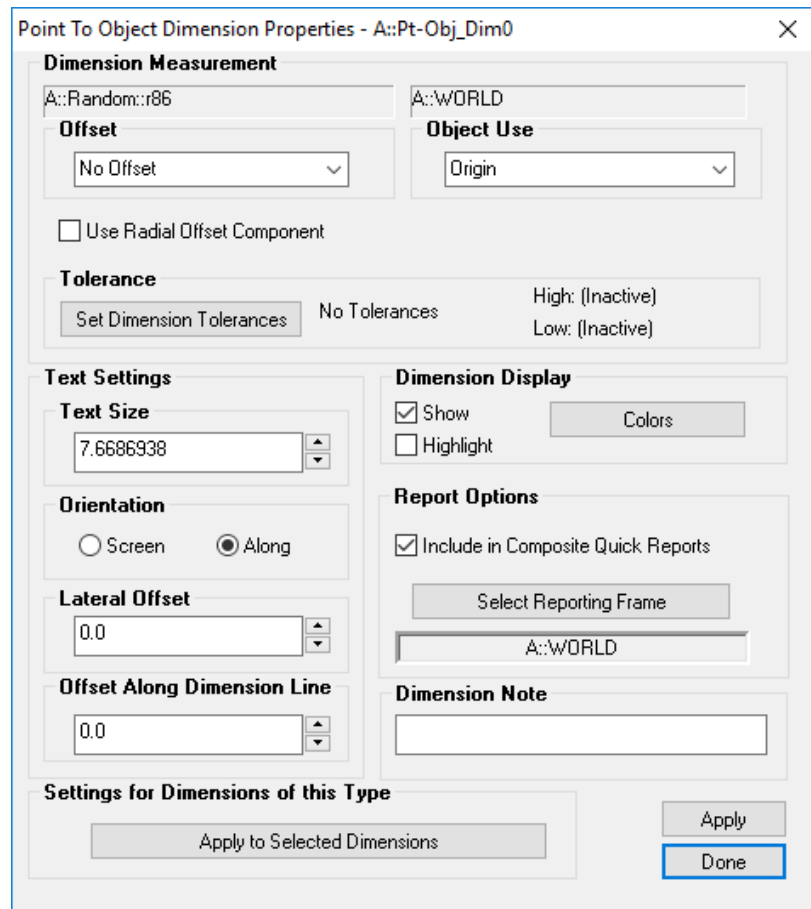 Point To Object Dimension Properties - A::Pt-Obj_Dim0
Dimension Measurement
A::Random::r86
A::WORLD
Offset
No Offset
Object Use
Origin
Use Radial Offset Component
Tolerance
Set Dimension Tolerances
No Tolerances
High: (Inactive)
Low: (Inactive)
Text Settings
Text Size
7.6686938
Orientation
Screen
Along
Lateral Offset
0.0
Offset Along Dimension Line
0.0
Dimension Display
Show
Highlight
Colors
Report Options
Include in Composite Quick Reports
Select Reporting Frame
A::WORLD
Dimension Note
Settings for Dimensions of this Type
Apply to Selected Dimensions
Apply
Done